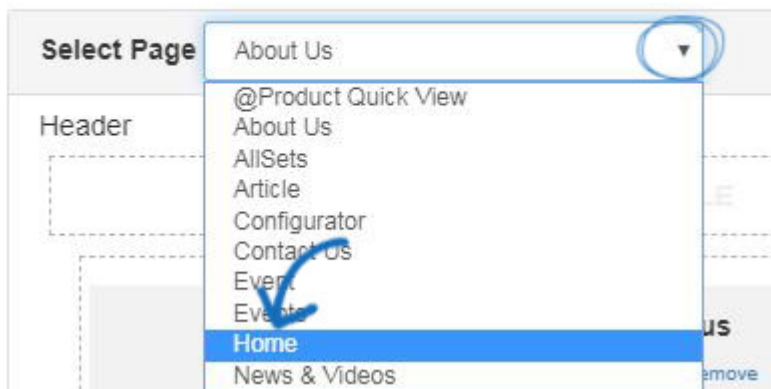 Select Page About Us
@Product Quick View
About Us
Header
AllSets
Article
LE
Configurator
Contact Us
Event
Events
Home
us
News & Videos
emove